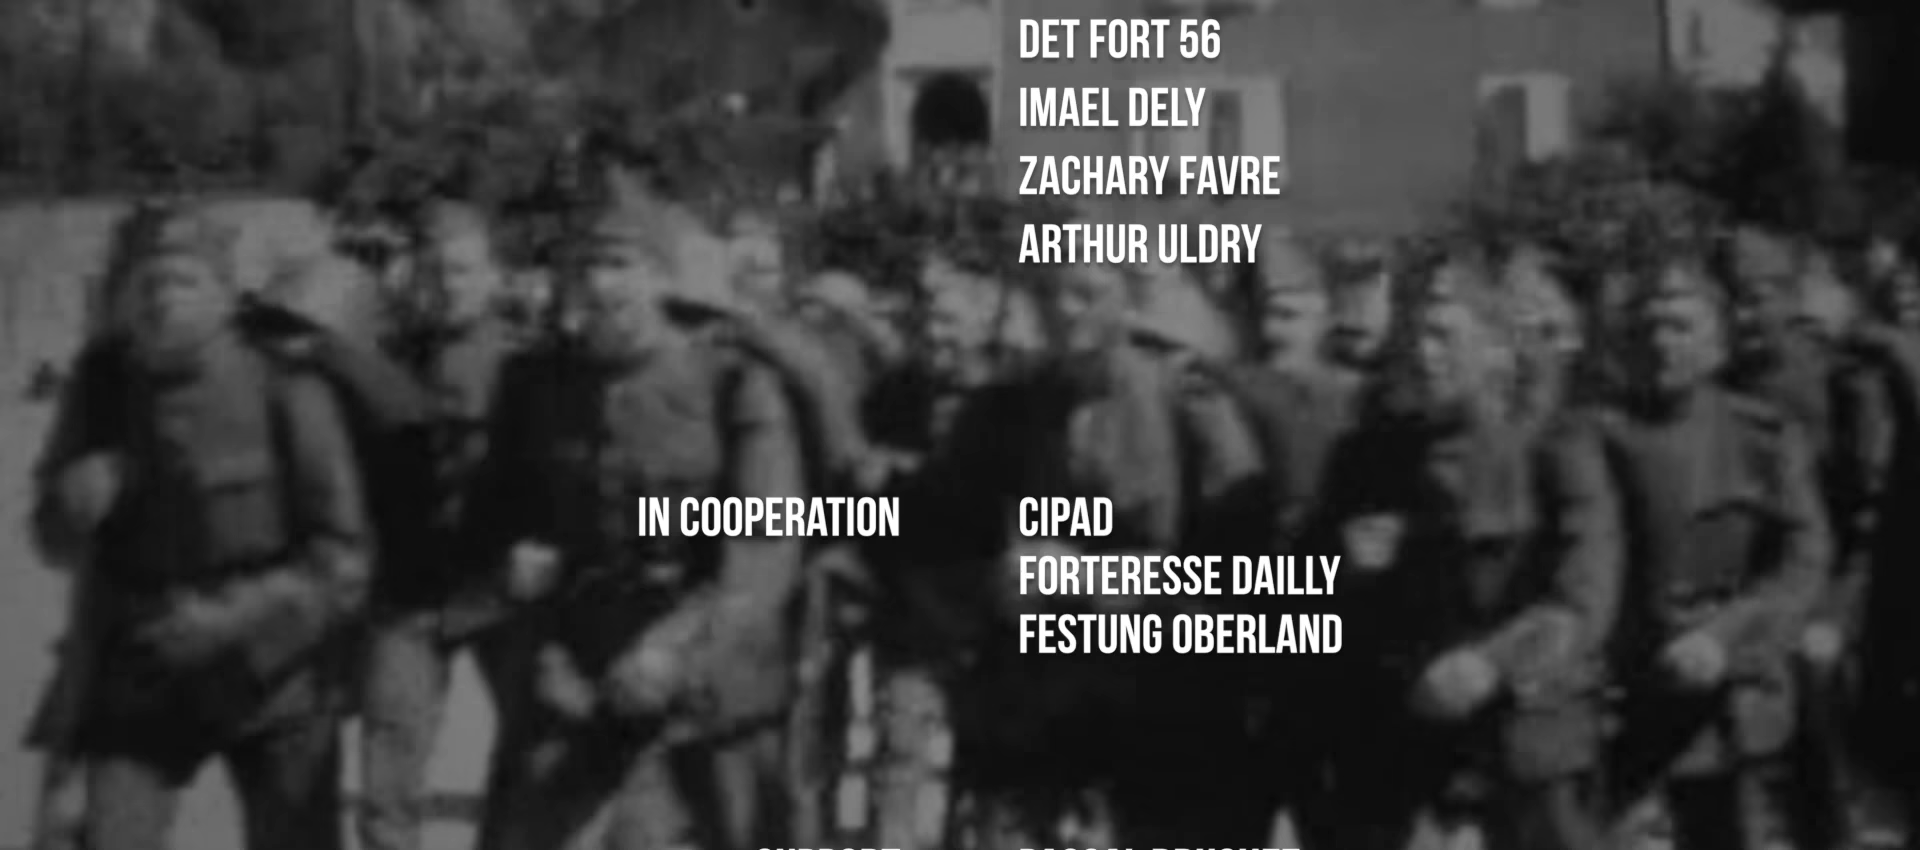 DET FORT 56
IMAEL DELY
ZACHARY FAVRE
ARTHUR ULDRY
IN COOPERATION
CIPAD
FORTERESSE DAILLY
FESTUNG OBERLAND